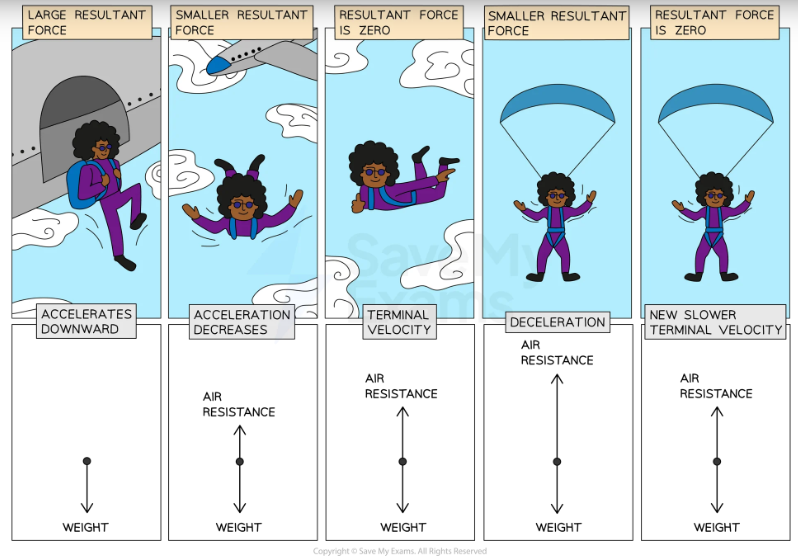 LARGE RESULTANT
FORCE
SMALLER RESULTANT
FORCE
RESULTANT FORCE
IS ZERO
SMALLER RESULTANT
FORCE
RESULTANT FORCE
IS ZERO
SaveMy
Exams
ACCELERATES
DOWNWARD
ACCELERATION
DECREASES
TERMINAL
VELOCITY
DECELERATION
NEW SLOWER
TERMINAL VELOCITY
WEIGHT
AIR
RESISTANCE
WEIGHT
AIR
RESISTANCE
WEIGHT
AIR
RESISTANCE
WEIGHT
AIR
RESISTANCE
WEIGHT
Copyright © Save My Exams. All Rights Reserved